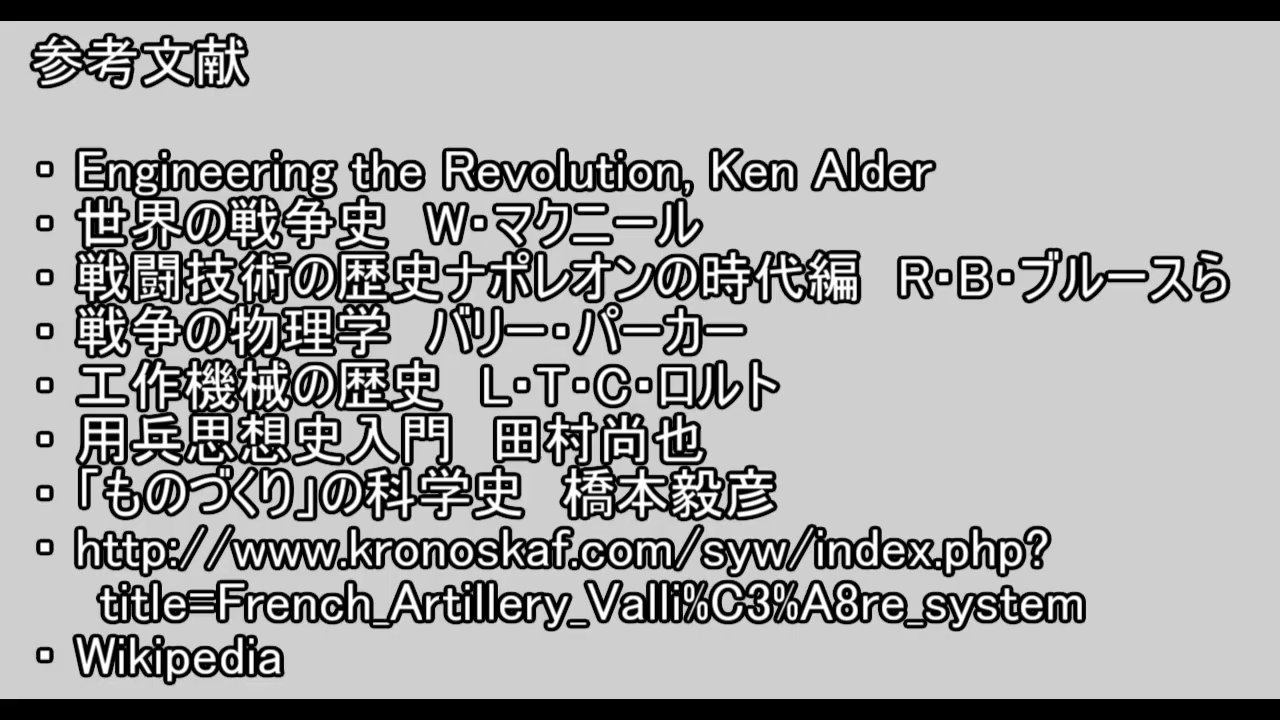 参考文献
・ Engineering the Revolution, Ken Alder
・ 世界の戦争史　W・マクニール
・ 戦闘技術の歴史ナポレオンの時代編　R・B・ブルースら
・ 戦争の物理学　バリー・パーカー
・ 工作機械の歴史　L・T・C・ロルト
・ 用兵思想史入門　田村尚也
・ 「ものづくり」の科学史　橋本毅彦
・ http://www.kronoskaf.com/syw/index.php?
title=French_Artillery_Valli%C3%A8re_system
・ Wikipedia